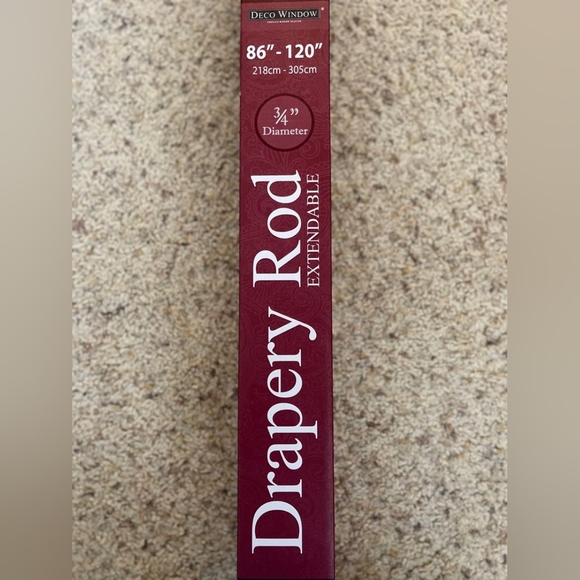 DECO WINDOW
86” - 120”
218cm - 305cm
¾”
Diameter
Drapery Rod
EXTENDABLE